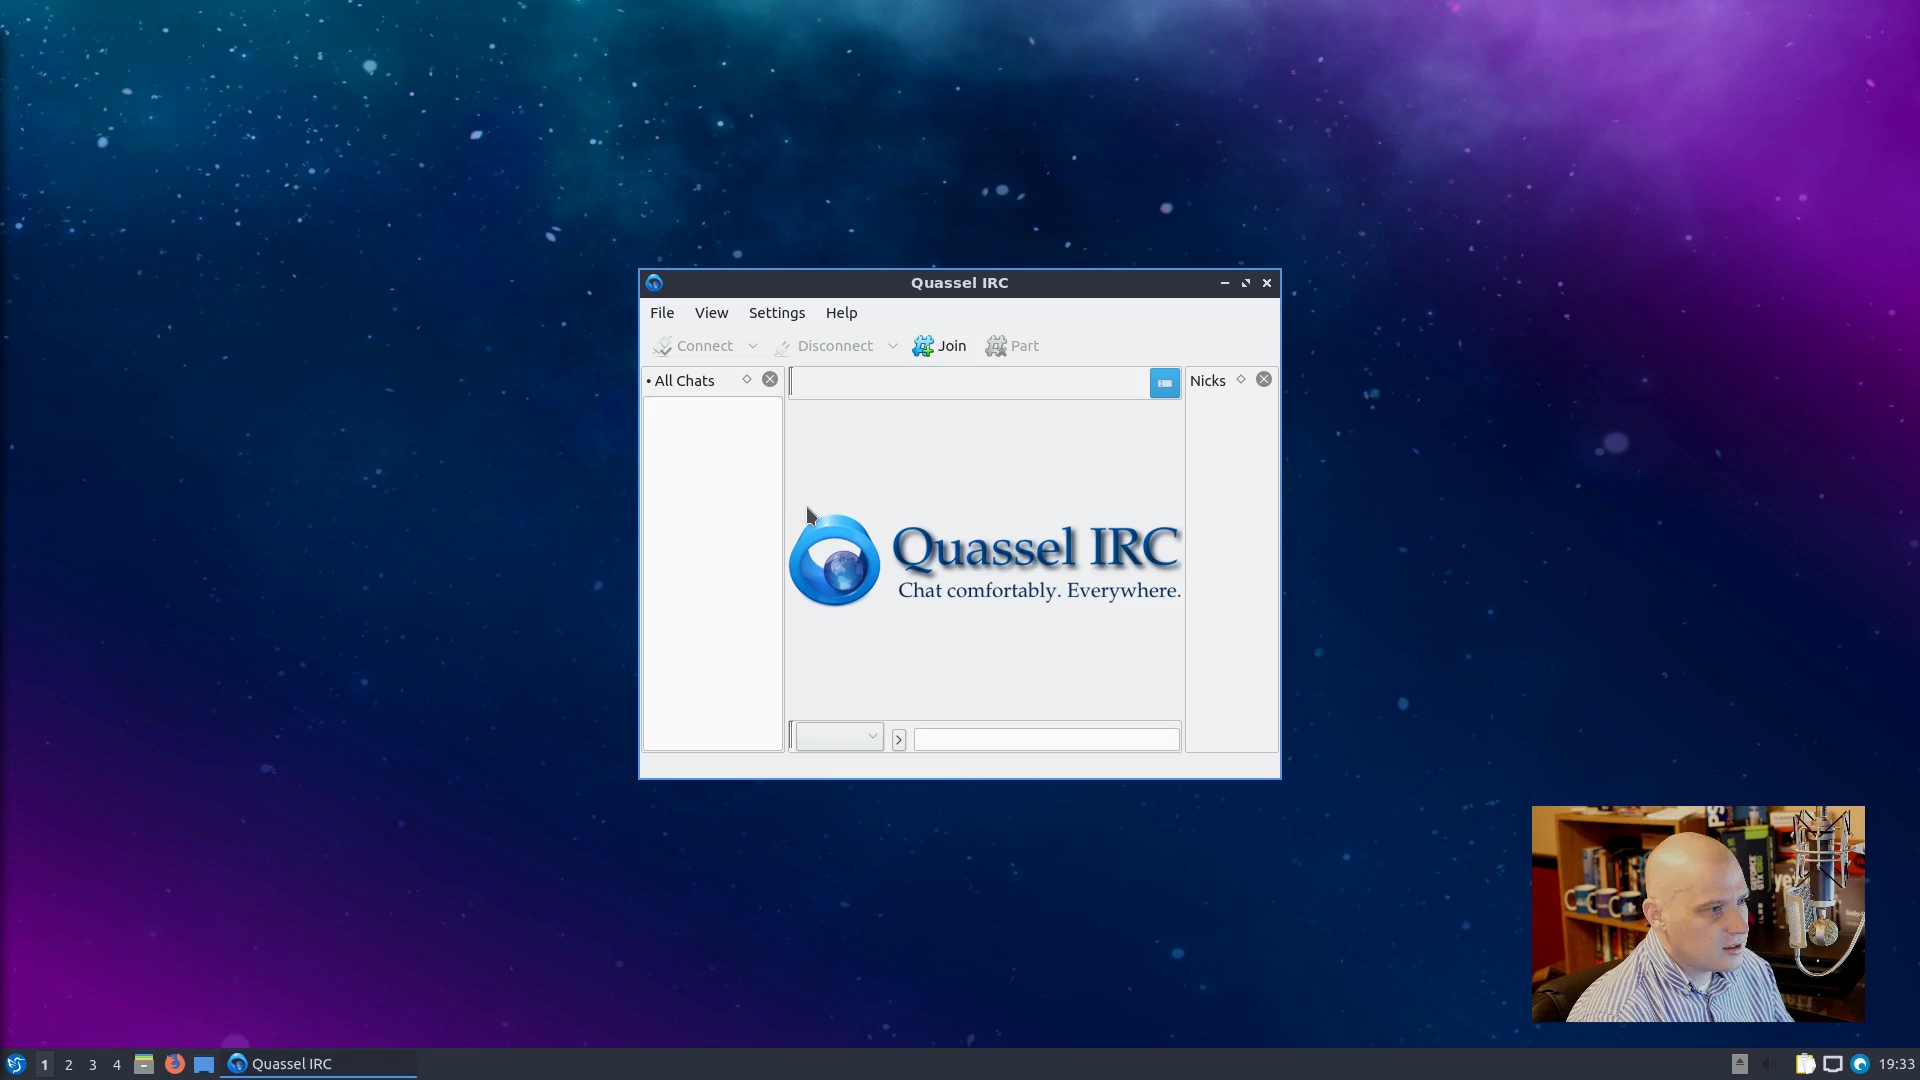 Quassel IRC
File View Settings Help
Connect Disconnect Join Part
• All Chats
Nicks
Quassel IRC
Chat comfortably. Everywhere.
1 2 3 4 Quassel IRC 19:33